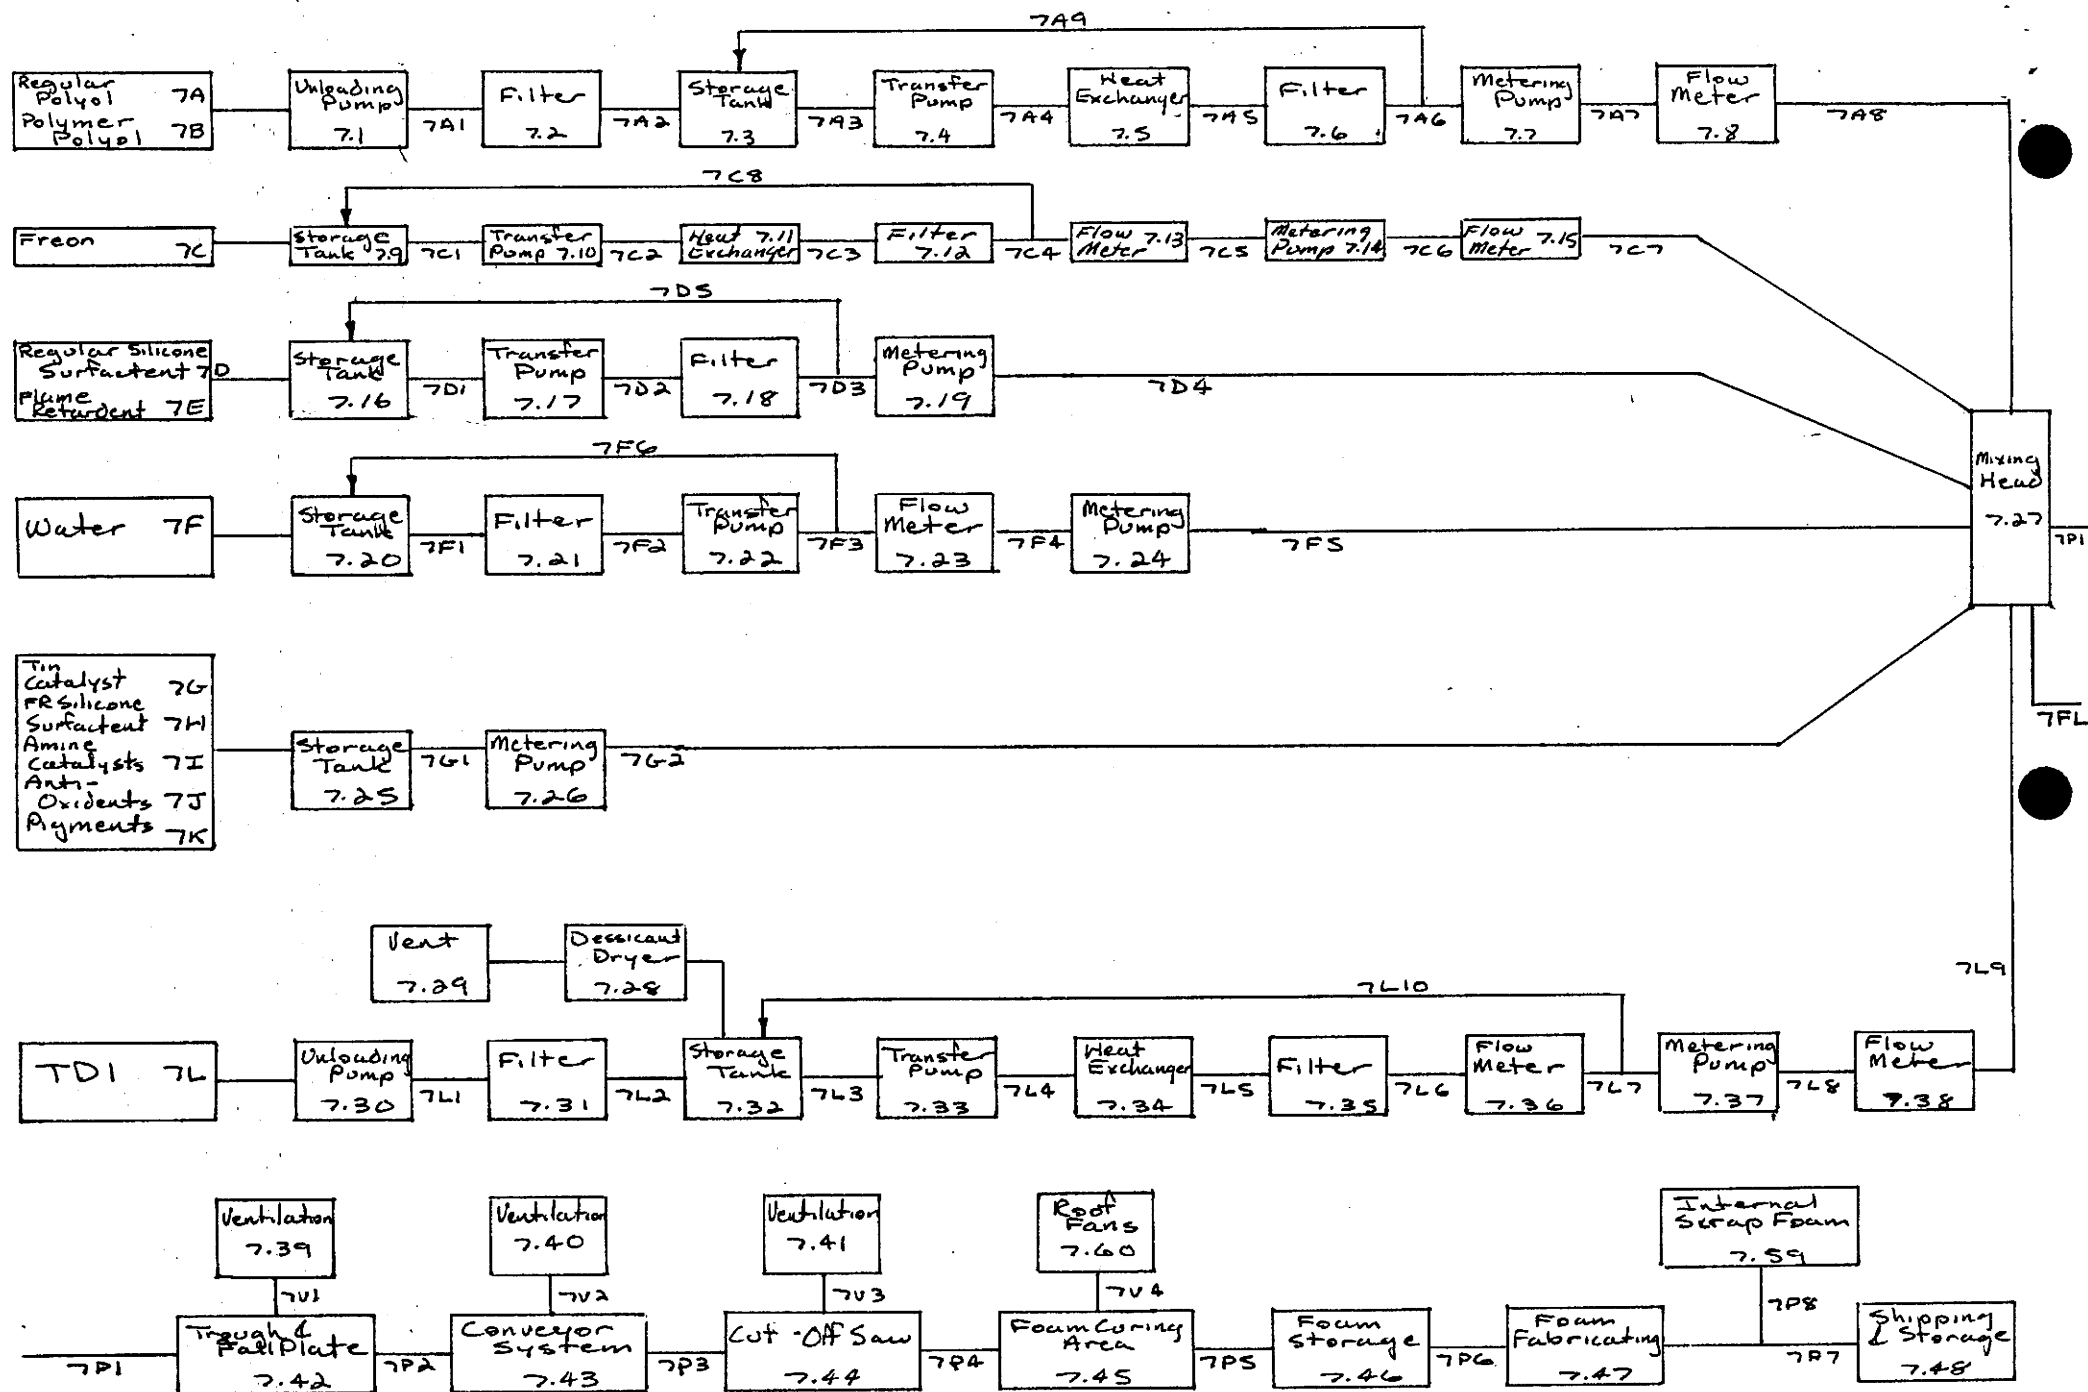 7A9
Regular
Polyol 7A
Polymer
Polyol 7B
Unloading
Pump
7.1
7A1
Filter
7.2
7A2
Storage
Tank
7.3
7A3
Transfer
Pump
7.4
7A4
Heat
Exchanger
7.5
7A5
Filter
7.6
7A6
Metering
Pump
7.7
7A7
Flow
Meter
7.8
7A8
7C8
Freon 7C
Storage
Tank 7.9
7C1
Transfer
Pump 7.10
7C2
Heat 7.11
Exchanger
7C3
Filter
7.12
7C4
Flow 7.13
Meter
7C5
Metering
Pump 7.14
7C6
Flow 7.15
Meter
7C7
7D5
Regular Silicone
Surfactent 7D
Flame
Retardent 7E
Storage
Tank
7.16
7D1
Transfer
Pump
7.17
7D2
Filter
7.18
7D3
Metering
Pump
7.19
7D4
7F6
Water 7F
Storage
Tank
7.20
7F1
Filter
7.21
7F2
Transfer
Pump
7.22
7F3
Flow
Meter
7.23
7F4
Metering
Pump
7.24
7F5
Mixing
Head
7.27
7P1
7FL
Tin
Catalyst 7G
FR Silicone
Surfactent 7H
Amine
Catalysts 7I
Anti-
Oxidents 7J
Pigments 7K
Storage
Tank
7.25
7G1
Metering
Pump
7.26
7G2
Vent
7.29
Dessicant
Dryer
7.28
7L9
7L10
TDI 7L
Unloading
Pump
7.30
7L1
Filter
7.31
7L2
Storage
Tank
7.32
7L3
Transfer
Pump
7.33
7L4
Heat
Exchanger
7.34
7L5
Filter
7.35
7L6
Flow
Meter
7.36
7L7
Metering
Pump
7.37
7L8
Flow
Meter
7.38
Ventilation
7.39
7V1
Ventilation
7.40
7V2
Ventilation
7.41
7V3
Roof
Fans
7.60
7V4
Internal
Scrap Foam
7.59
7P8
7P1
Trough &
Fall Plate
7.42
7P2
Conveyor
System
7.43
7P3
Cut-Off Saw
7.44
7P4
Foam Curing
Area
7.45
7P5
Foam
Storage
7.46
7P6
Foam
Fabricating
7.47
7P7
Shipping
& Storage
7.48